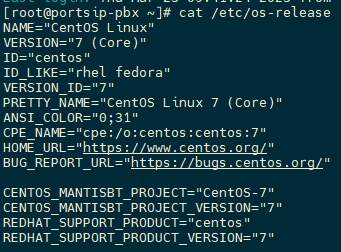 [root@portsip-pbx ~]# cat /etc/os-release
NAME="CentOS Linux"
VERSION="7 (Core)"
ID="centos"
ID_LIKE="rhel fedora"
VERSION_ID="7"
PRETTY_NAME="CentOS Linux 7 (Core)"
ANSI_COLOR="0;31"
CPE_NAME="cpe:/o:centos:centos:7"
HOME_URL="https://www.centos.org/"
BUG_REPORT_URL="https://bugs.centos.org/"

CENTOS_MANTISBT_PROJECT="CentOS-7"
CENTOS_MANTISBT_PROJECT_VERSION="7"
REDHAT_SUPPORT_PRODUCT="centos"
REDHAT_SUPPORT_PRODUCT_VERSION="7"